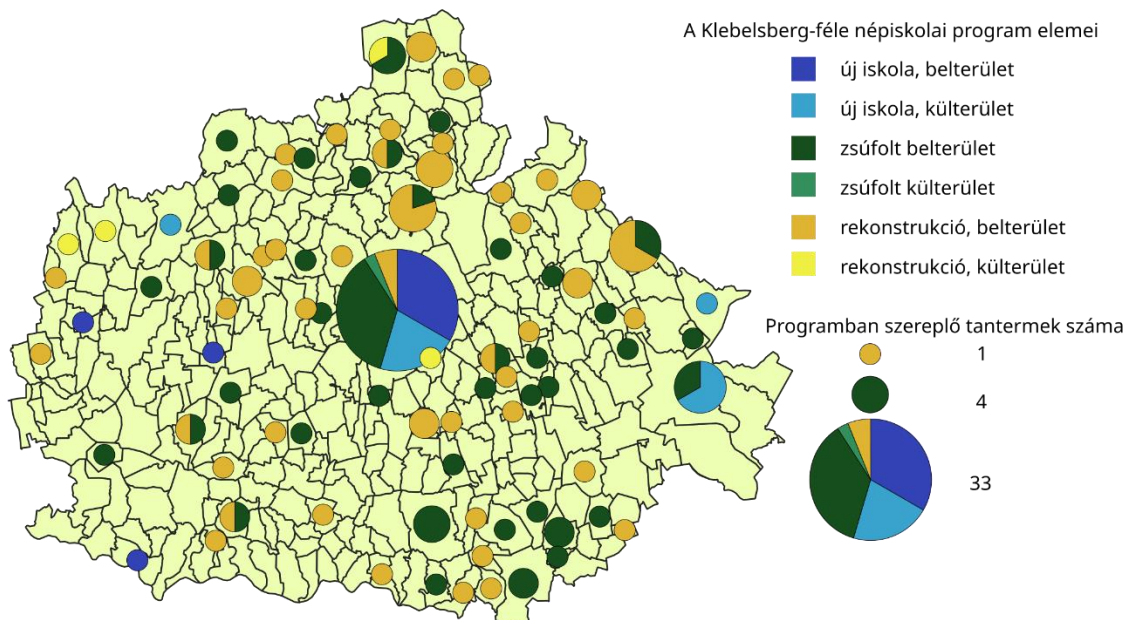 A Klebelsberg-féle népiskolai program elemei
új iskola, belterület
új iskola, külterület
zsúfolt belterület
zsúfolt külterület
rekonstrukció, belterület
rekonstrukció, külterület
Programban szereplő tantermek száma
1
4
33